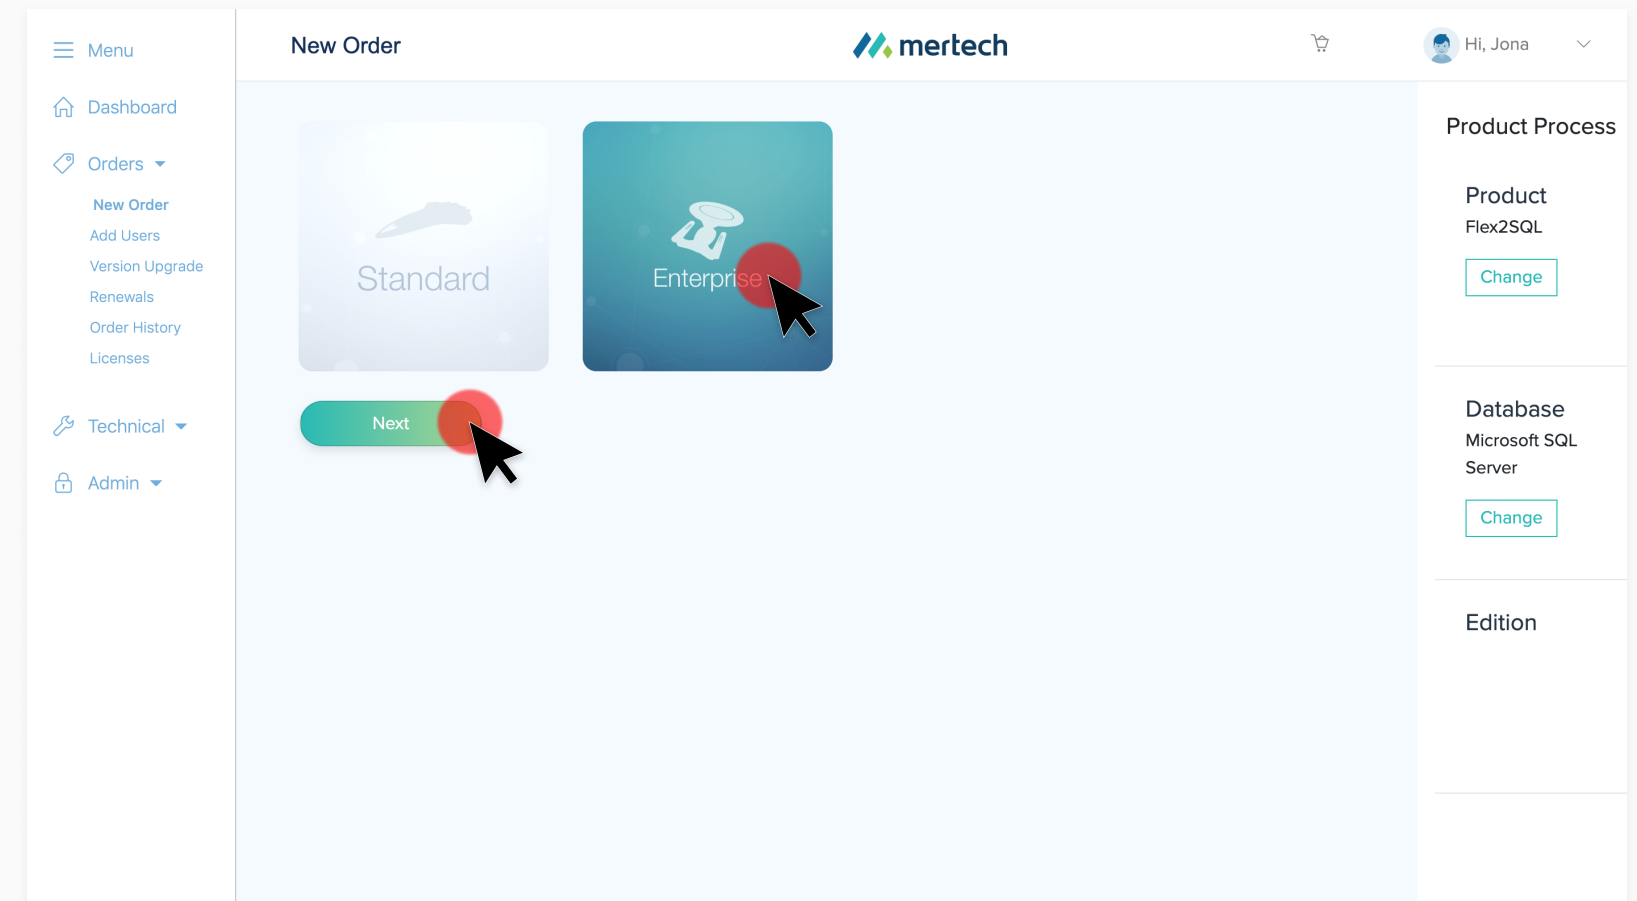 Menu
Dashboard
Orders
New Order
Add Users
Version Upgrade
Renewals
Order History
Licenses
Technical
Admin
New Order
mertech
Hi, Jona
Standard
Enterprise
Next
Product Process
Product
Flex2SQL
Change
Database
Microsoft SQL
Server
Change
Edition